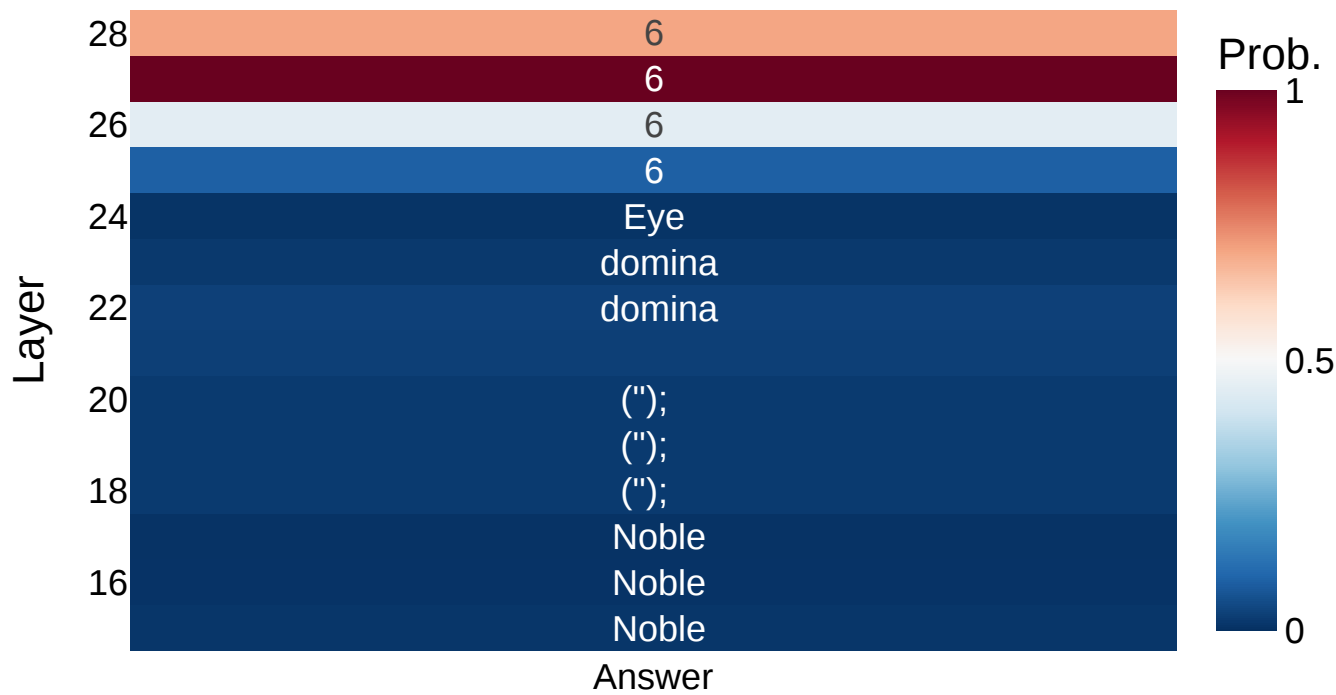 28 6
Prob.
6
1
26 6
6
24 Eye
domina
Layer
22 domina
0.5
20 (");
(");
18 (");
Noble
16 Noble
Noble
0
Answer